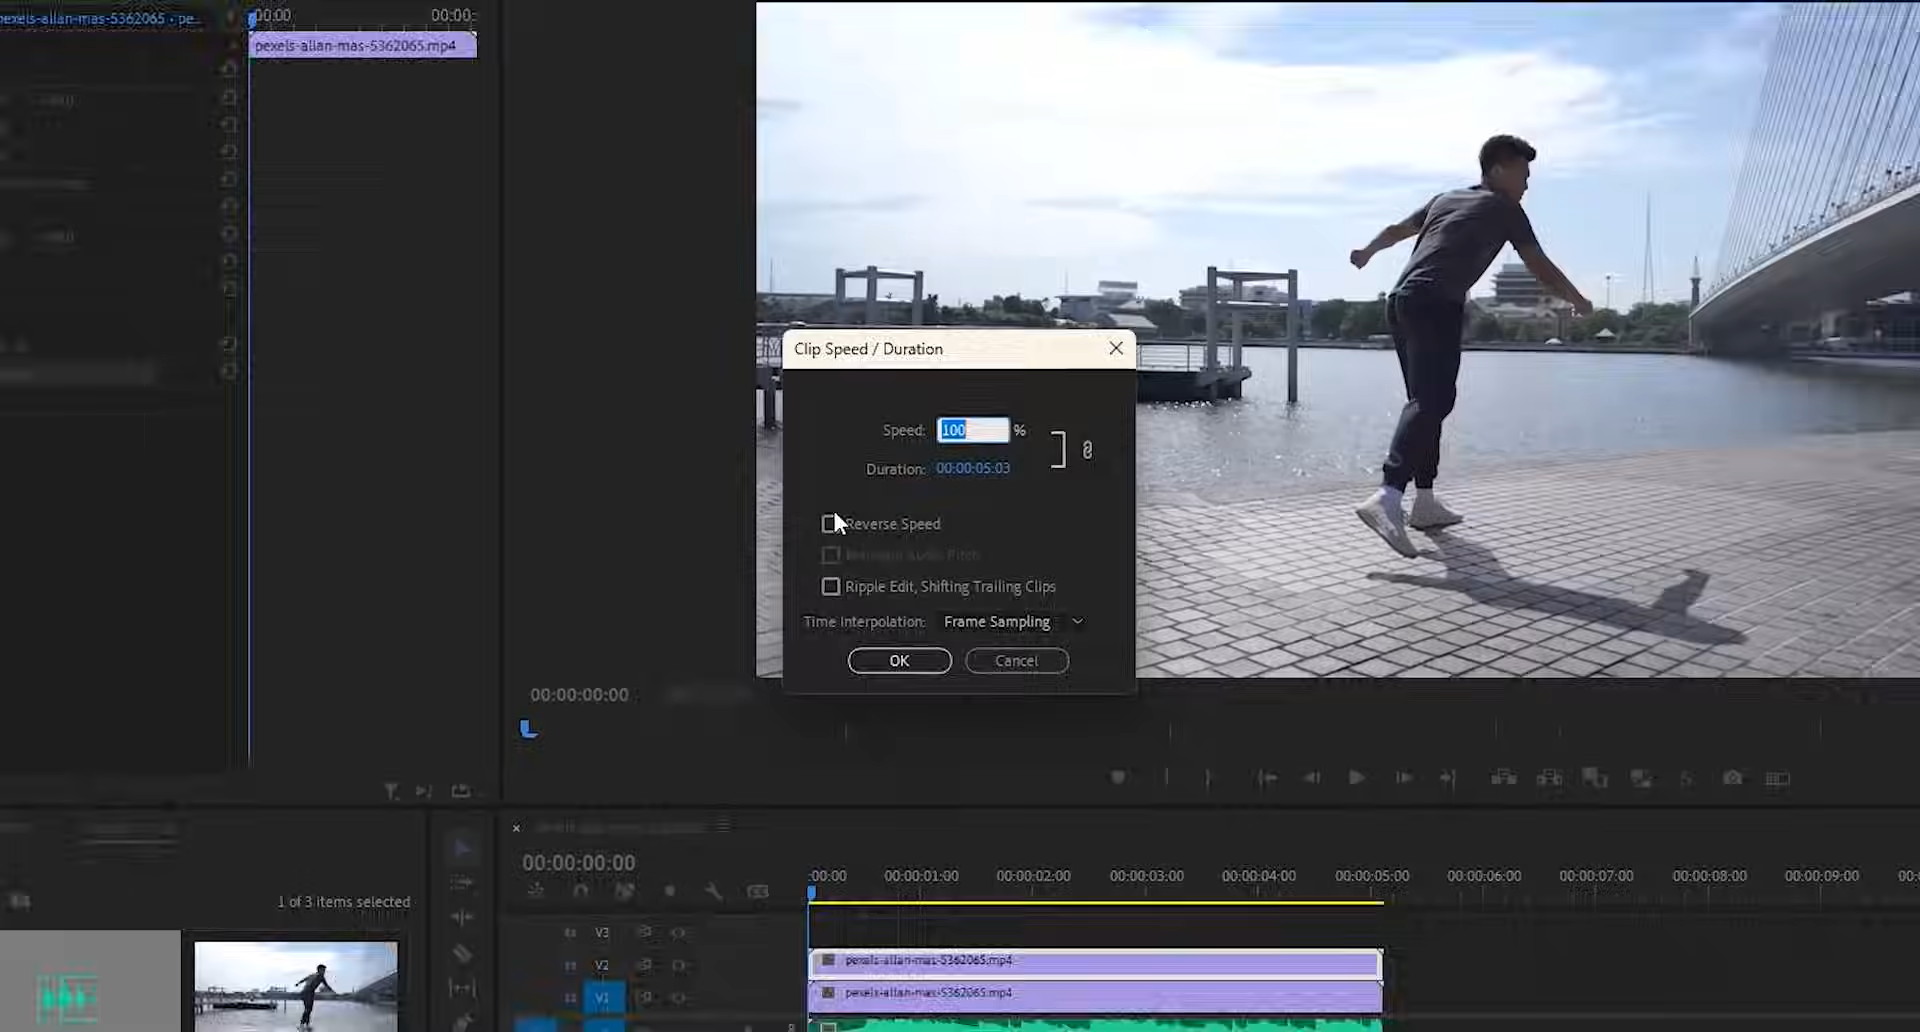 pexels-allan-mas-5362065 • pe...
00:00
00:00:
pexels-allan-mas-5362065.mp4
Clip Speed / Duration
Speed: 100 %
Duration: 00:00:05:03
Reverse Speed
Maintain Audio Pitch
Ripple Edit, Shifting Trailing Clips
Time Interpolation: Frame Sampling
OK
Cancel
00:00:00:00
00:00:00:00
:00:00
00:00:01:00
00:00:02:00
00:00:03:00
00:00:04:00
00:00:05:00
00:00:06:00
00:00:07:00
00:00:08:00
00:00:09:00
00:0
1 of 3 items selected
V3
V2
pexels-allan-mas-5362065.mp4
V1
pexels-allan-mas-5362065.mp4